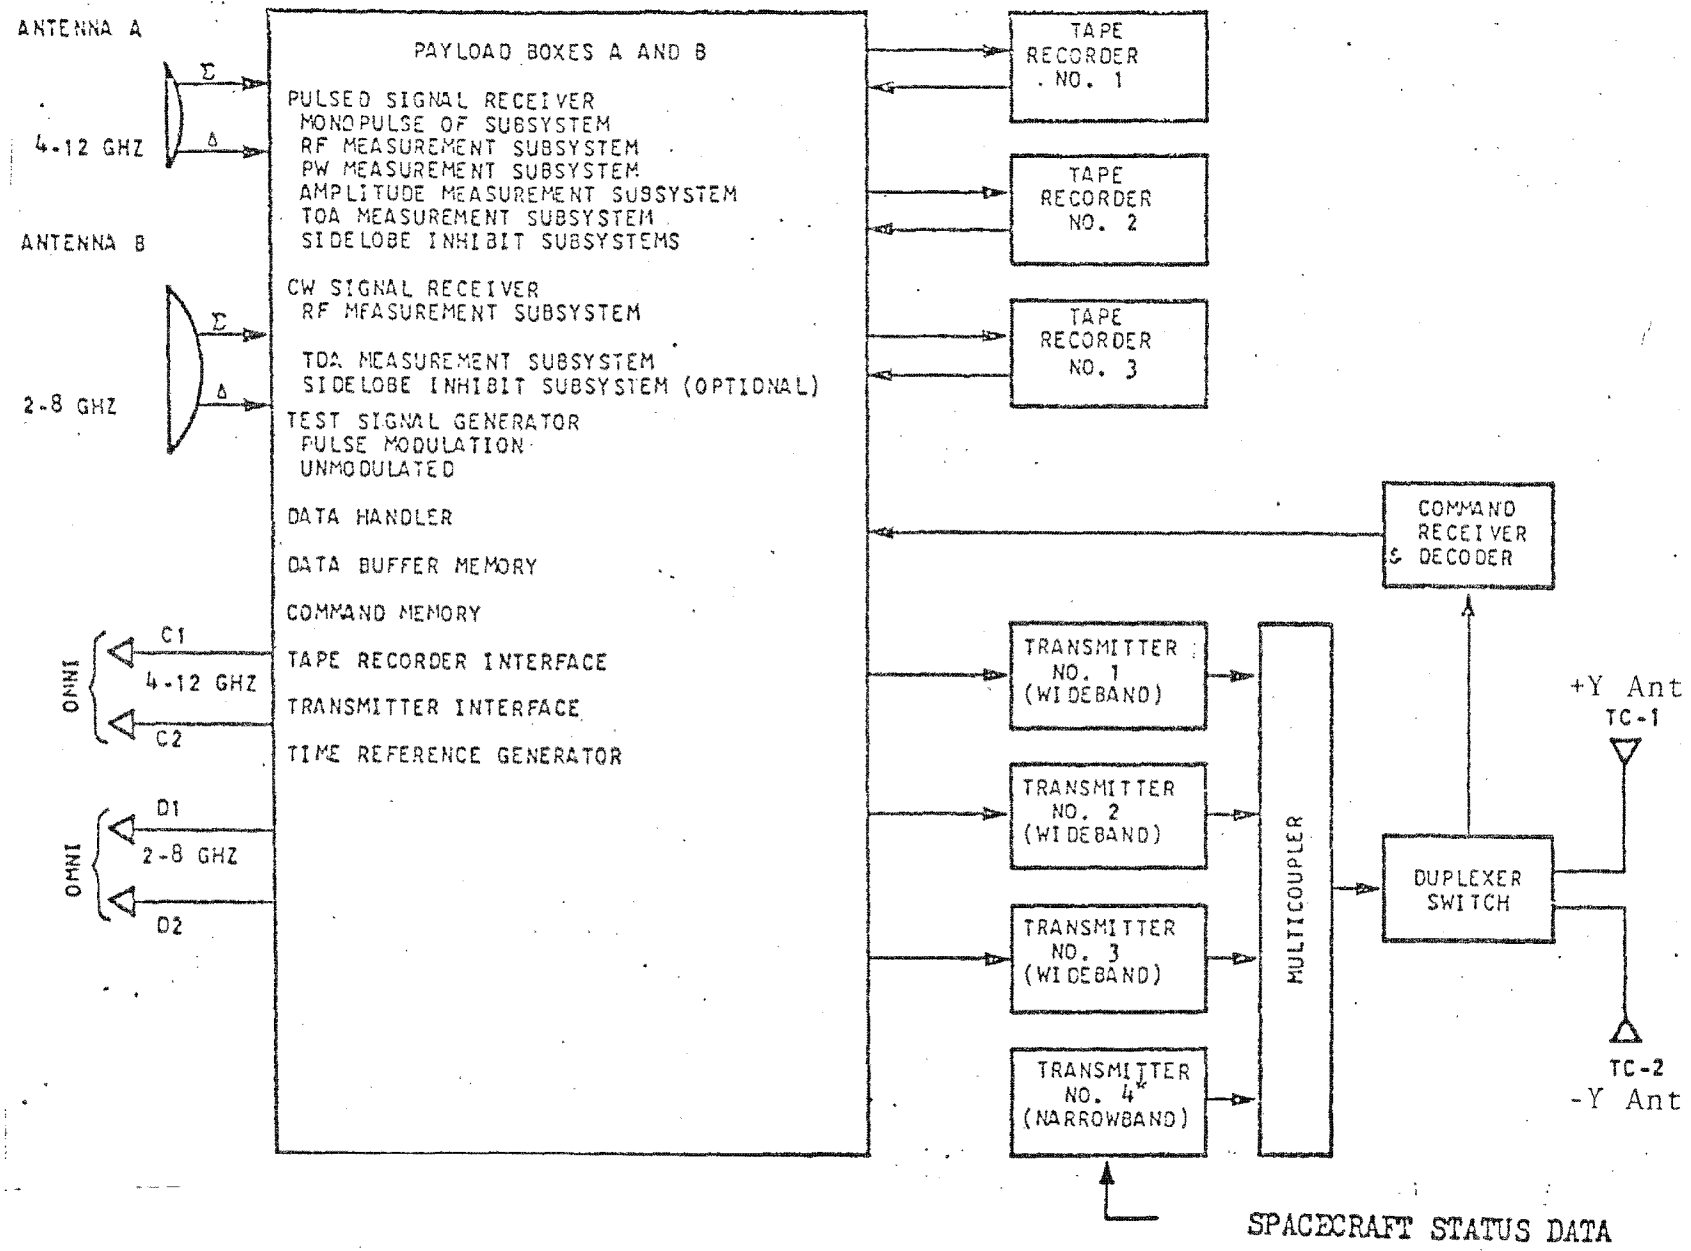 ANTENNA A
Σ
4-12 GHZ
Δ
ANTENNA B
Σ
2-8 GHZ
Δ
PAYLOAD BOXES A AND B
PULSED SIGNAL RECEIVER
MONOPULSE OF SUBSYSTEM
RF MEASUREMENT SUBSYSTEM
PW MEASUREMENT SUBSYSTEM
AMPLITUDE MEASUREMENT SUBSYSTEM
TOA MEASUREMENT SUBSYSTEM
SIDELOBE INHIBIT SUBSYSTEMS
CW SIGNAL RECEIVER
RF MEASUREMENT SUBSYSTEM
TOA MEASUREMENT SUBSYSTEM
SIDELOBE INHIBIT SUBSYSTEM (OPTIONAL)
TEST SIGNAL GENERATOR
PULSE MODULATION
UNMODULATED
DATA HANDLER
DATA BUFFER MEMORY
COMMAND MEMORY
TAPE RECORDER INTERFACE
TRANSMITTER INTERFACE
TIME REFERENCE GENERATOR
OMNI
C1
4-12 GHZ
C2
OMNI
D1
2-8 GHZ
D2
TAPE
RECORDER
NO. 1
TAPE
RECORDER
NO. 2
TAPE
RECORDER
NO. 3
COMMAND
RECEIVER
& DECODER
TRANSMITTER
NO. 1
(WIDEBAND)
TRANSMITTER
NO. 2
(WIDEBAND)
TRANSMITTER
NO. 3
(WIDEBAND)
TRANSMITTER
NO. 4*
(NARROWBAND)
MULTICOUPLER
DUPLEXER
SWITCH
+Y Ant
TC-1
TC-2
-Y Ant
SPACECRAFT STATUS DATA